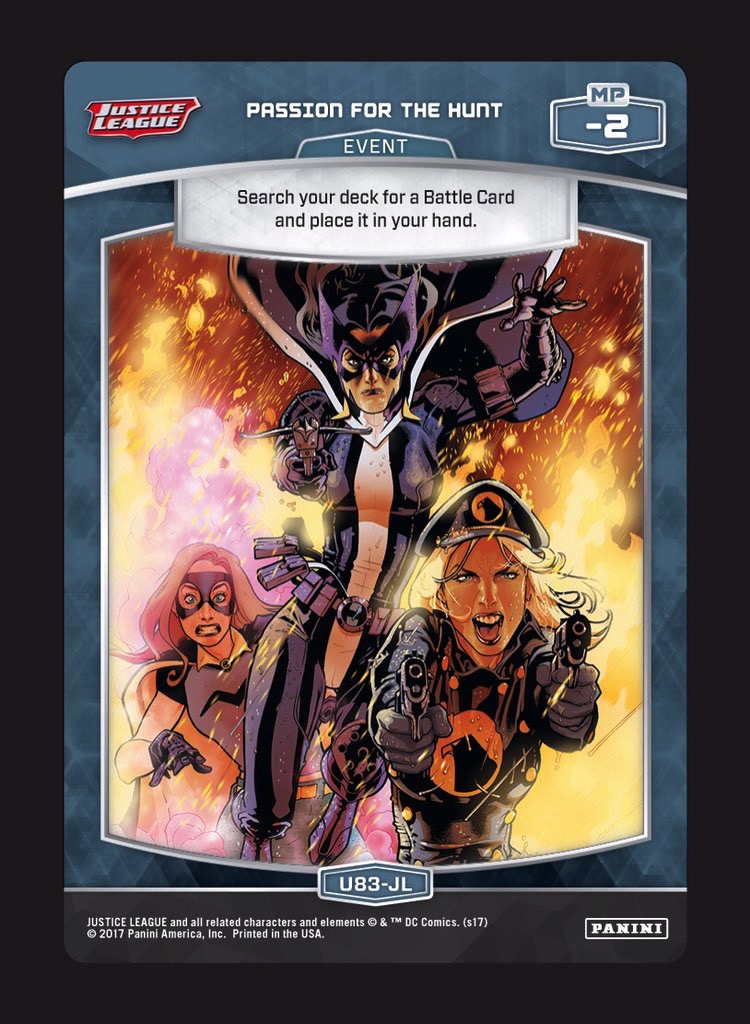 JUSTICE
LEAGUE
PASSION FOR THE HUNT
MP
-2
EVENT
Search your deck for a Battle Card
and place it in your hand.
U83-JL
JUSTICE LEAGUE and all related characters and elements © & ™ DC Comics. (s17)
© 2017 Panini America, Inc. Printed in the USA.
PANINI